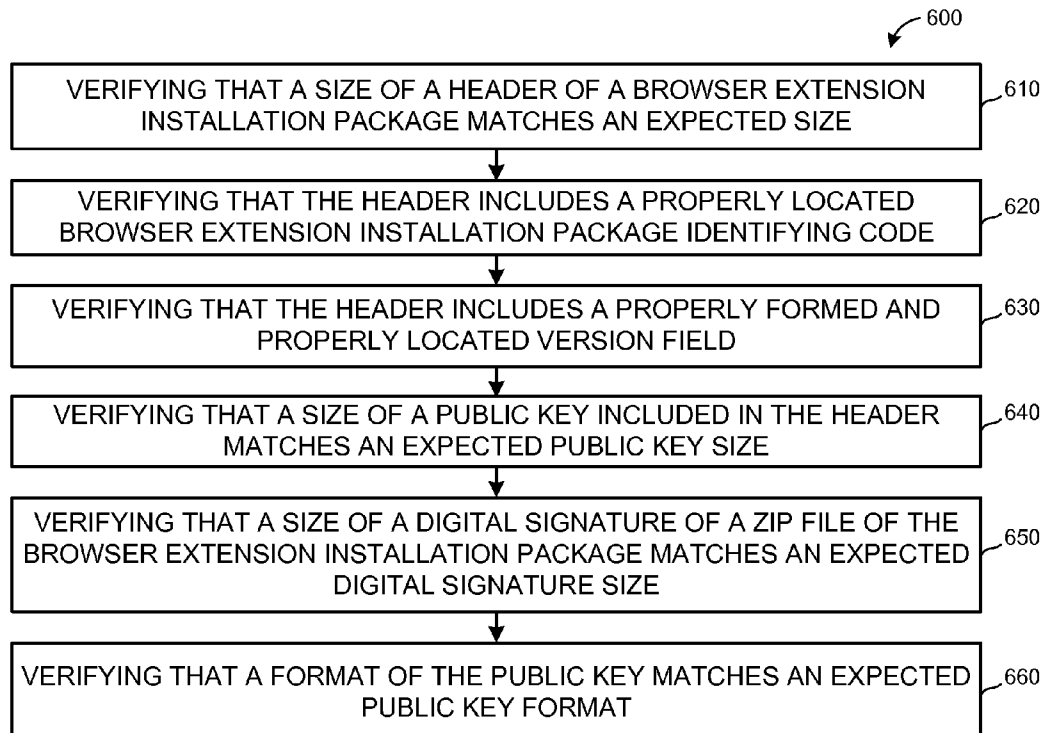 600
VERIFYING THAT A SIZE OF A HEADER OF A BROWSER EXTENSION
INSTALLATION PACKAGE MATCHES AN EXPECTED SIZE
610
VERIFYING THAT THE HEADER INCLUDES A PROPERLY LOCATED
BROWSER EXTENSION INSTALLATION PACKAGE IDENTIFYING CODE
620
VERIFYING THAT THE HEADER INCLUDES A PROPERLY FORMED AND
PROPERLY LOCATED VERSION FIELD
630
VERIFYING THAT A SIZE OF A PUBLIC KEY INCLUDED IN THE HEADER
MATCHES AN EXPECTED PUBLIC KEY SIZE
640
VERIFYING THAT A SIZE OF A DIGITAL SIGNATURE OF A ZIP FILE OF THE
BROWSER EXTENSION INSTALLATION PACKAGE MATCHES AN EXPECTED
DIGITAL SIGNATURE SIZE
650
VERIFYING THAT A FORMAT OF THE PUBLIC KEY MATCHES AN EXPECTED
PUBLIC KEY FORMAT
660